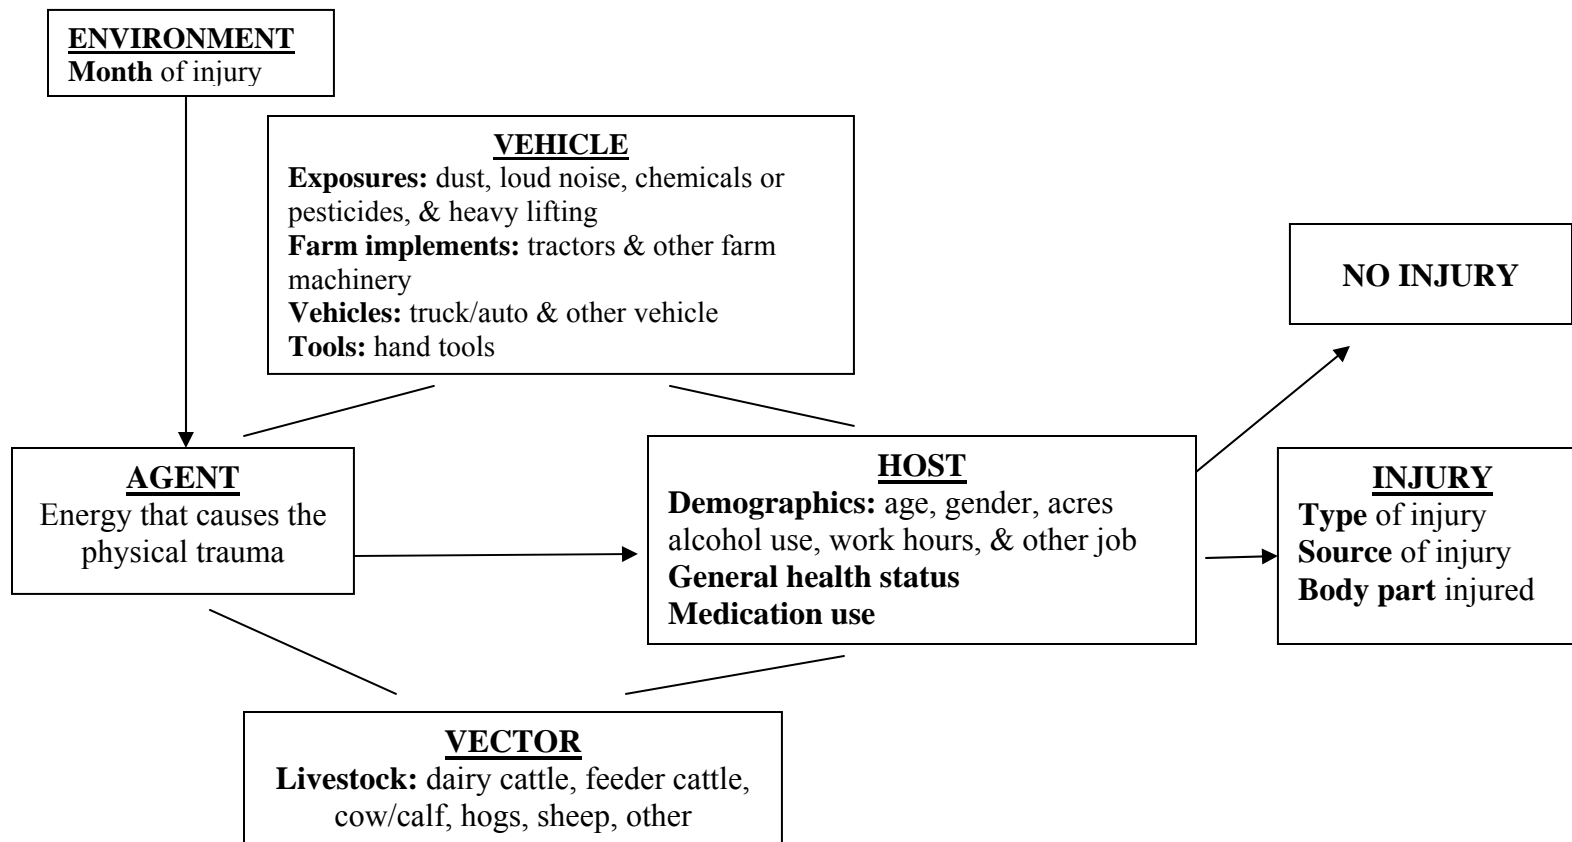 ENVIRONMENT
Month of injury
VEHICLE
Exposures: dust, loud noise, chemicals or
pesticides, & heavy lifting
Farm implements: tractors & other farm
machinery
Vehicles: truck/auto & other vehicle
Tools: hand tools
NO INJURY
AGENT
Energy that causes the
physical trauma
HOST
Demographics: age, gender, acres
alcohol use, work hours, & other job
General health status
Medication use
INJURY
Type of injury
Source of injury
Body part injured
VECTOR
Livestock: dairy cattle, feeder cattle,
cow/calf, hogs, sheep, other